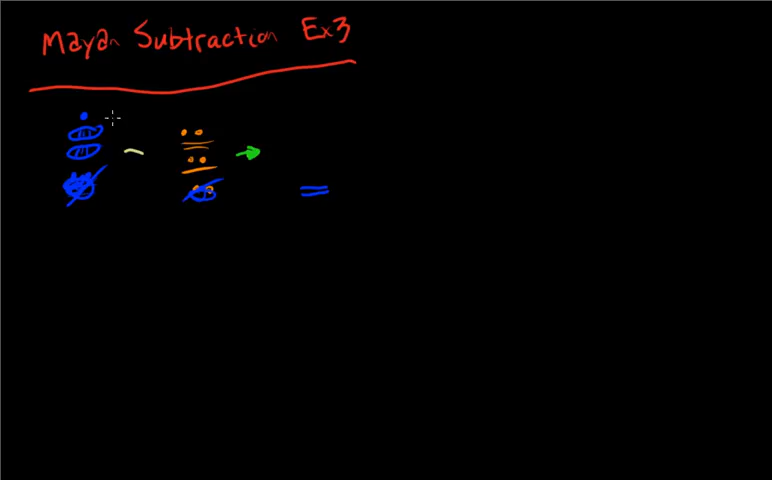 Mayan Subtraction Ex3
− →
=